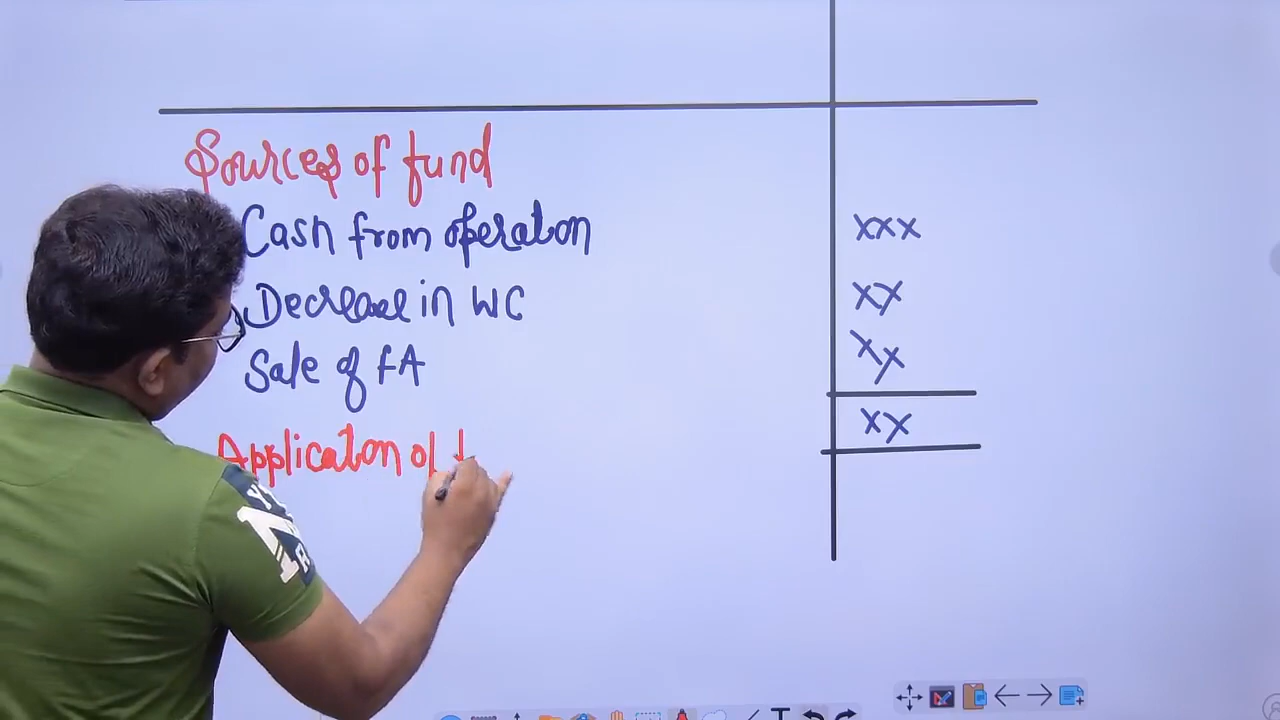 Sources of fund
Cash from operation xxx
Decrease in WC xx
Sale of FA xx
xx
Application of